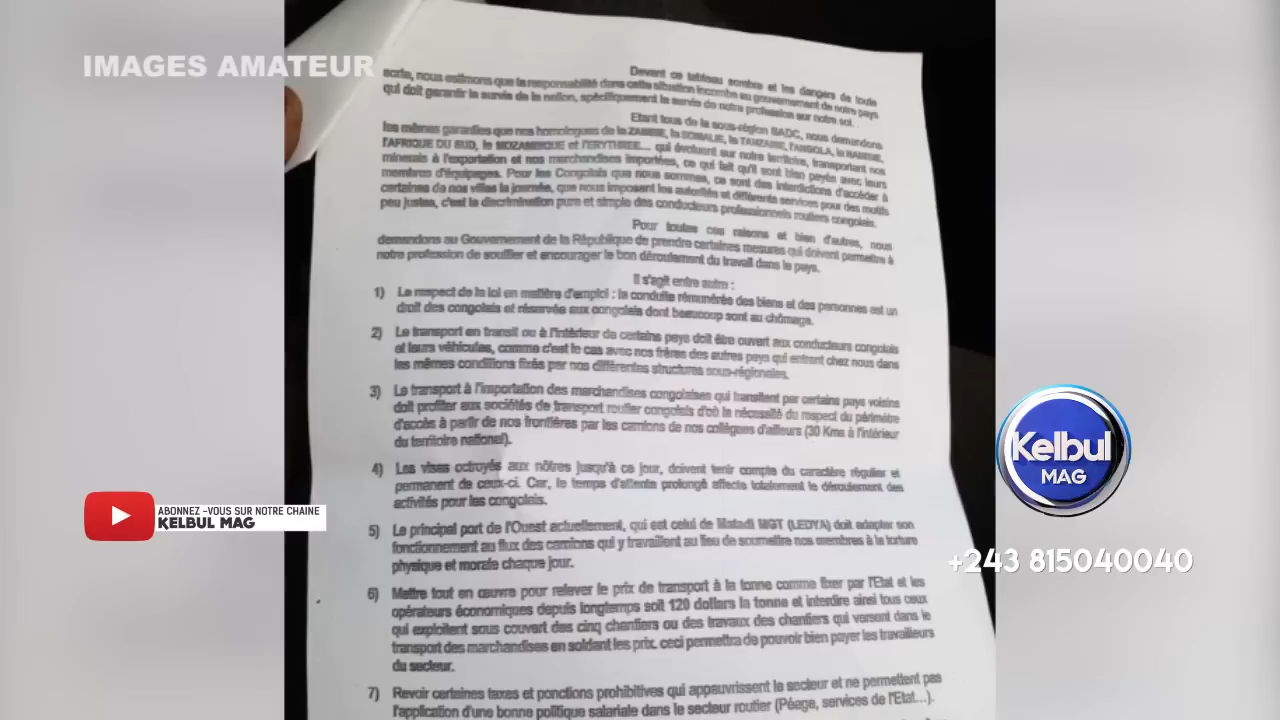 IMAGES AMATEUR
Devant ce tableau sombre et les dangers de toute
sorte, nous estimons que la responsabilité dans cette situation incombe au gouvernement de notre pays
qui doit garantir la survie de la nation, spécifiquement la survie de notre profession sur notre sol.
Etant tous de la sous-région SADC, nous demandons
les mêmes garanties que nos homologues de la ZAMBIE, la SOMALIE, la TANZANIE, l'ANGOLA, la NAMIBIE,
l'AFRIQUE DU SUD, le MOZAMBIQUE et l'ERYTHREE... qui évoluent sur notre territoire, transportant nos
minerais à l'exportation et nos marchandises importées, ce qui fait qu'il sont bien payés avec leurs
membres d'équipages. Pour les Congolais que nous sommes, ce sont des interdictions d'accéder à
certaines de nos villes la journée, que nous imposent les autorités et différents services pour des motifs
peu justes, c'est la discrimination pure et simple des conducteurs professionnels routiers congolais.
Pour toutes ces raisons et bien d'autres, nous
demandons au Gouvernement de la République de prendre certaines mesures qui doivent permettre à
notre profession de souffler et encourager le bon déroulement du travail dans le pays.
Il s'agit entre autre :
1) Le respect de la loi en matière d'emploi : la conduite rémunérés des biens et des personnes est un
droit des congolais et réservée aux congolais dont beaucoup sont au chômage.
2) Le transport en transit ou à l'intérieur de certains pays doit être ouvert aux conducteurs congolais
et leurs véhicules, comme c'est le cas avec nos frères des autres pays qui entrent chez nous dans
les mêmes conditions fixés par nos différentes structures sous-régionales.
3) Le transport à l'importation des marchandises congolaises qui transitent par certains pays voisins
doit profiter aux sociétés de transport routier congolais d'où la nécessité du respect du périmètre
d'accès à partir de nos frontières par les camions de nos collègues d'ailleurs (30 Kms à l'intérieur
du territoire national).
4) Les visas octroyés aux nôtres jusqu'à ce jour, doivent tenir compte du caractère régulier et
permanent de ceux-ci. Car, le temps d'attente prolongé affecte totalement le déroulement des
activités pour les congolais.
5) Le principal port de l'Ouest actuellement, qui est celui de Matadi MGT (LEDYA) doit adapter son
fonctionnement au flux des camions qui y travaillent au lieu de soumettre nos membres à la torture
physique et morale chaque jour.
6) Mettre tout en œuvre pour relever le prix de transport à la tonne comme fixer par l'Etat et les
opérateurs économiques depuis longtemps soit 120 dollars la tonne et interdire ainsi tous ceux
qui exploitent sous couvert des cinq chantiers ou des travaux des chantiers qui versent dans le
transport des marchandises en soldant les prix. ceci permettra de pouvoir bien payer les travailleurs
du secteur.
7) Revoir certaines taxes et ponctions prohibitives qui appauvrissent le secteur et ne permettent pas
l'application d'une bonne politique salariale dans le secteur routier (Péage, services de l'Etat...).
ABONNEZ -VOUS SUR NOTRE CHAINE
KELBUL MAG
Kelbul
MAG
+243 815040040